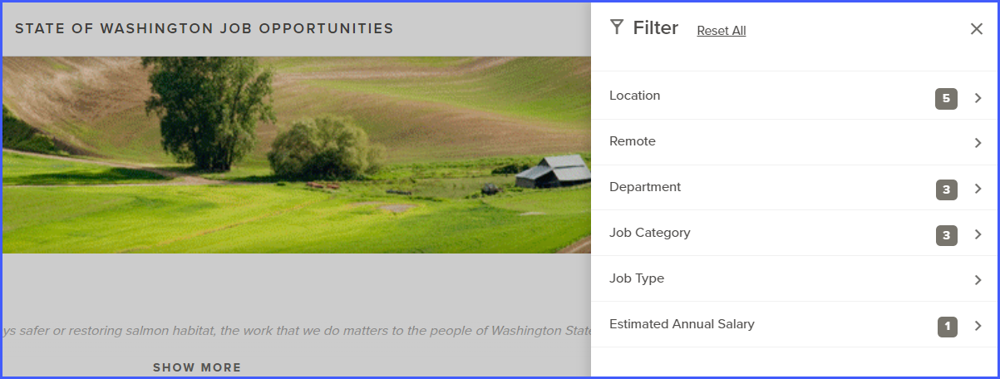 STATE OF WASHINGTON JOB OPPORTUNITIES
ys safer or restoring salmon habitat, the work that we do matters to the people of Washington State
SHOW MORE
Filter Reset All
Location 5
Remote
Department 3
Job Category 3
Job Type
Estimated Annual Salary 1